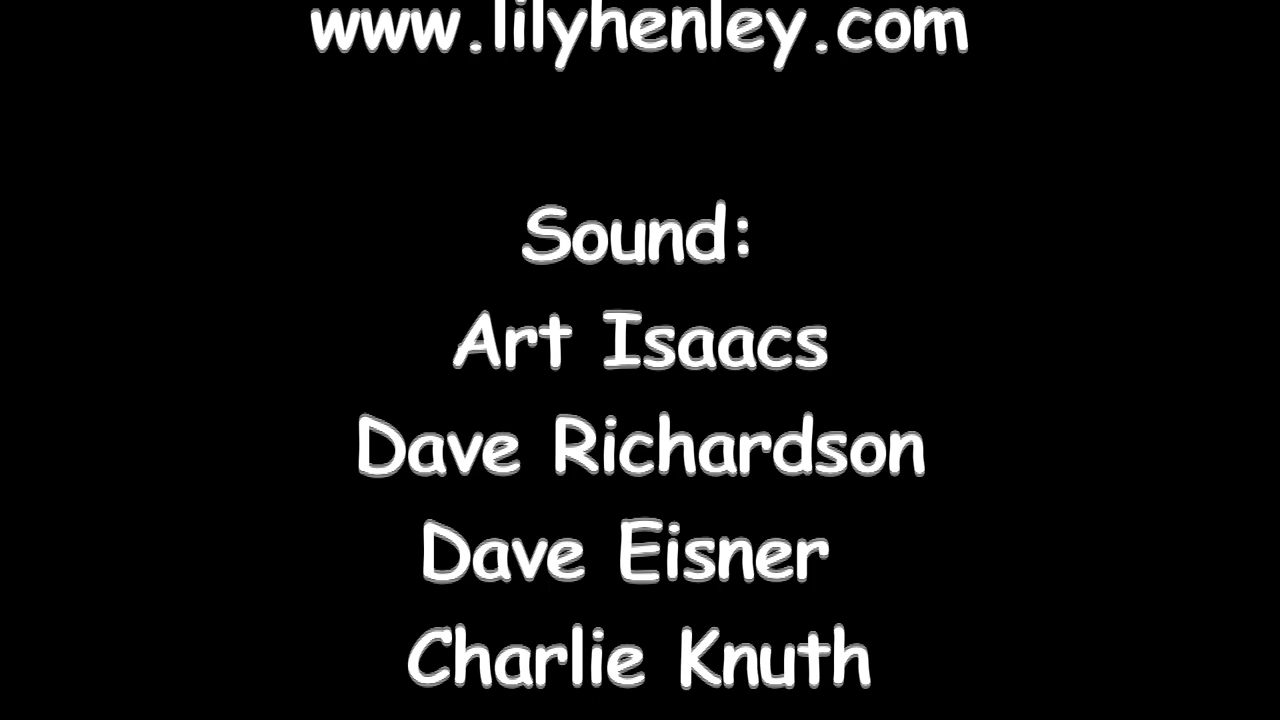 www.lilyhenley.com
Sound:
Art Isaacs
Dave Richardson
Dave Eisner
Charlie Knuth